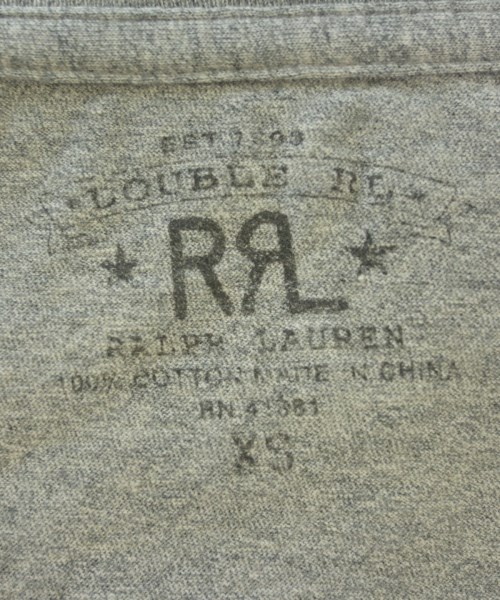 EST. 1993
DOUBLE RL
RRL
RALPH LAUREN
100% COTTON MADE IN CHINA
RN 41381
XS